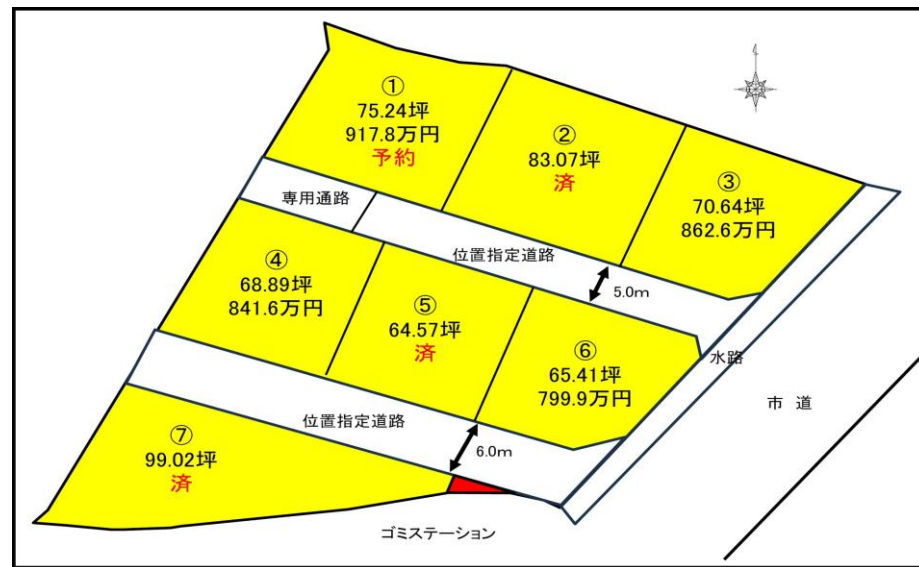 ①
75.24坪
917.8万円
予約
②
83.07坪
済
③
70.64坪
862.6万円
専用通路
位置指定道路
5.0m
④
68.89坪
841.6万円
⑤
64.57坪
済
⑥
65.41坪
799.9万円
水路
市 道
位置指定道路
6.0m
⑦
99.02坪
済
ゴミステーション